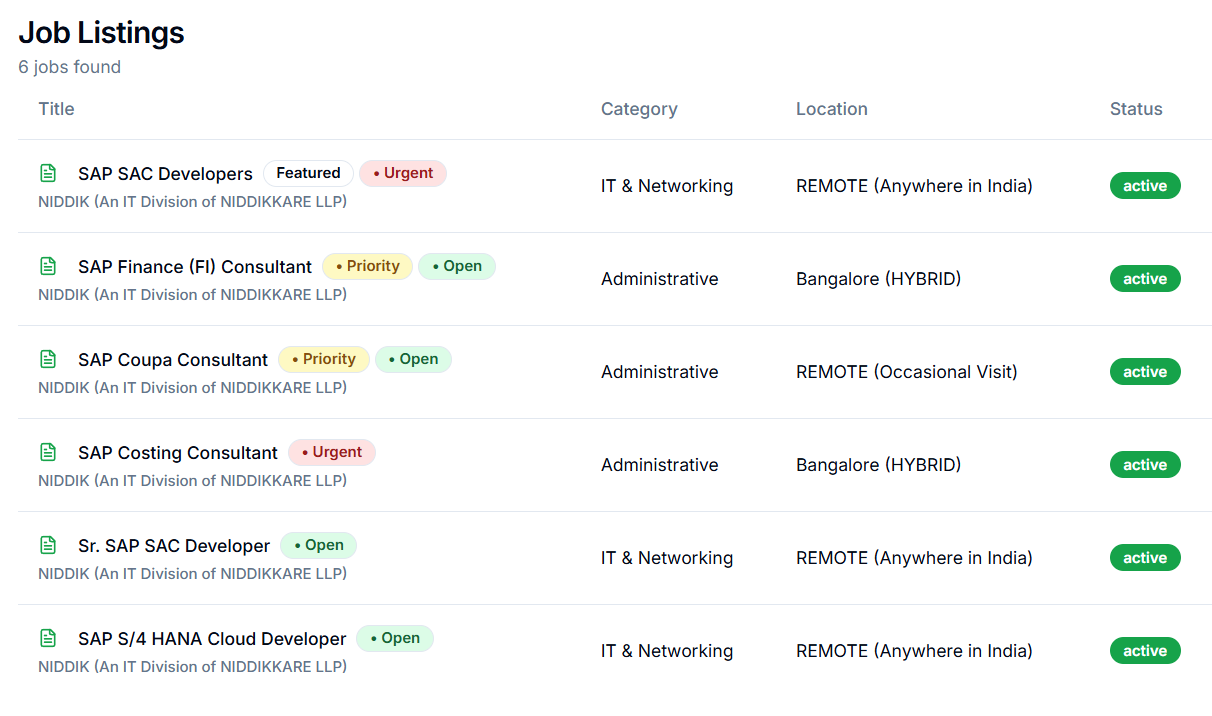 Job Listings
6 jobs found
Title Category Location Status
SAP SAC Developers Featured • Urgent
NIDDIK (An IT Division of NIDDIKKARE LLP)
IT & Networking REMOTE (Anywhere in India) active
SAP Finance (FI) Consultant • Priority • Open
NIDDIK (An IT Division of NIDDIKKARE LLP)
Administrative Bangalore (HYBRID) active
SAP Coupa Consultant • Priority • Open
NIDDIK (An IT Division of NIDDIKKARE LLP)
Administrative REMOTE (Occasional Visit) active
SAP Costing Consultant • Urgent
NIDDIK (An IT Division of NIDDIKKARE LLP)
Administrative Bangalore (HYBRID) active
Sr. SAP SAC Developer • Open
NIDDIK (An IT Division of NIDDIKKARE LLP)
IT & Networking REMOTE (Anywhere in India) active
SAP S/4 HANA Cloud Developer • Open
NIDDIK (An IT Division of NIDDIKKARE LLP)
IT & Networking REMOTE (Anywhere in India) active